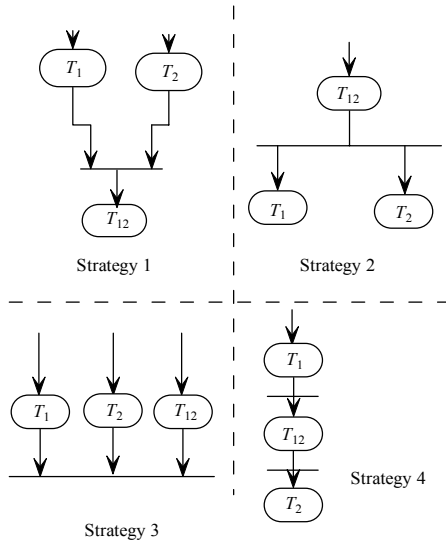 T1
T2
T12
Strategy 1
T12
T1
T2
Strategy 2
T1
T2
T12
Strategy 3
T1
T12
T2
Strategy 4